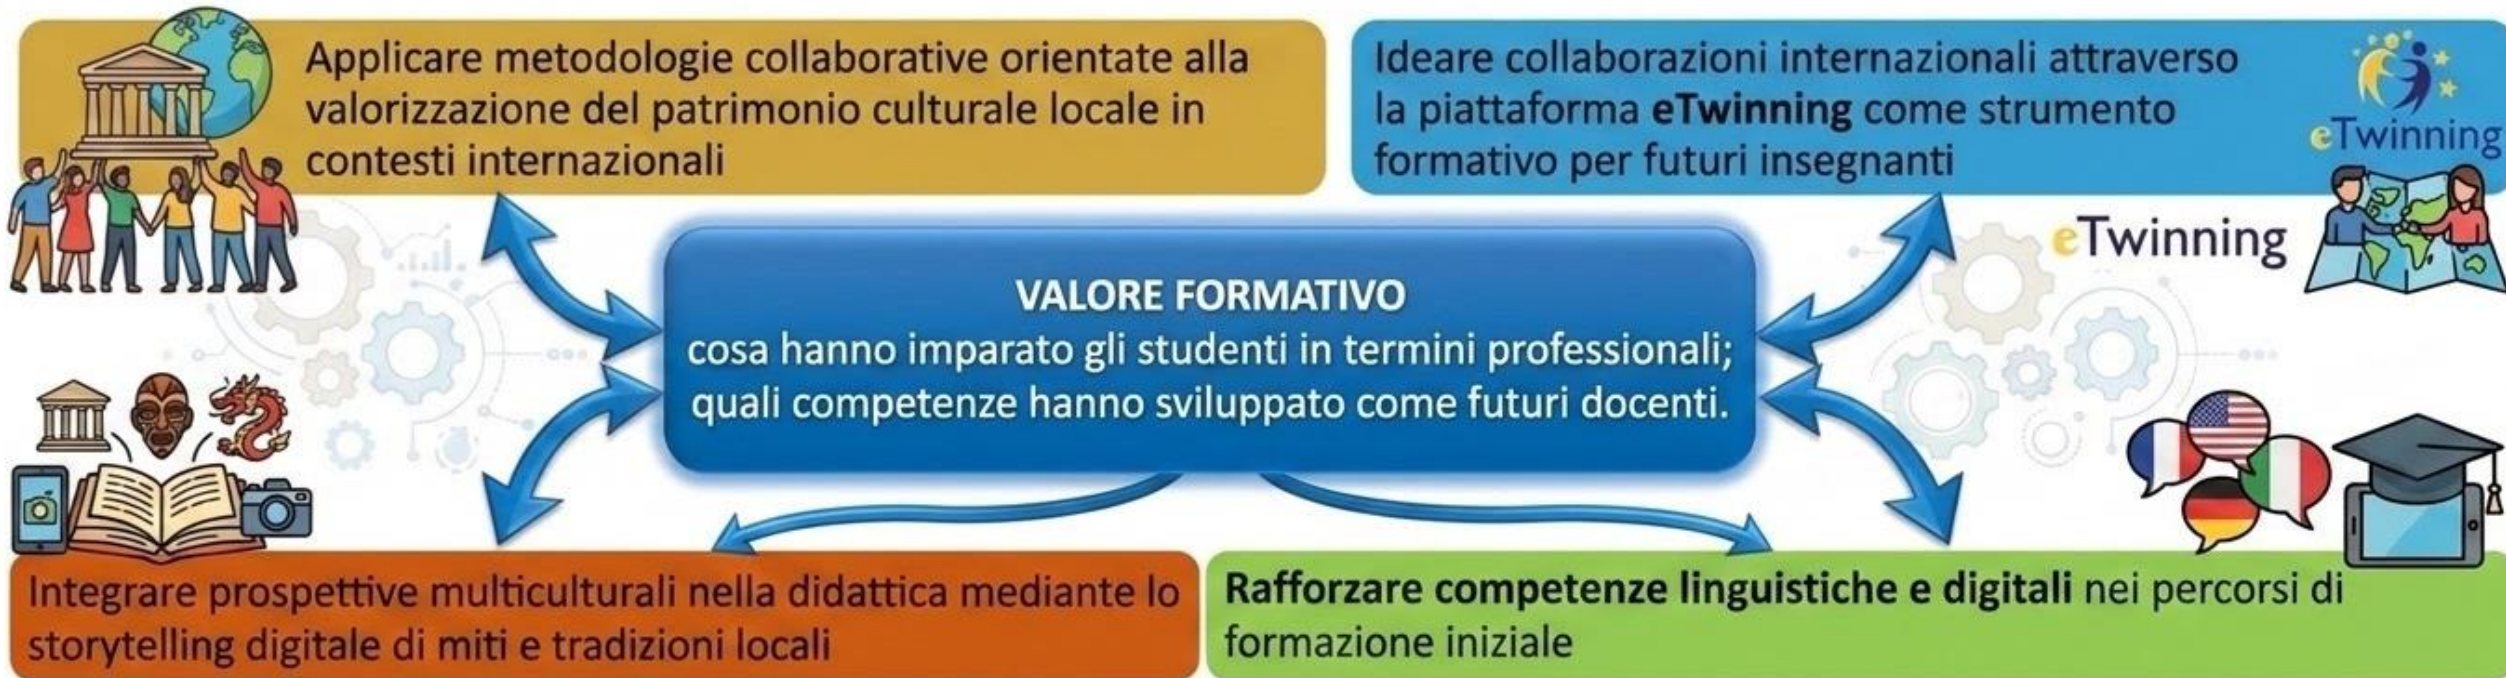 Applicare metodologie collaborative orientate alla
valorizzazione del patrimonio culturale locale in
contesti internazionali
Ideare collaborazioni internazionali attraverso
la piattaforma eTwinning come strumento
formativo per futuri insegnanti
eTwinning
eTwinning
VALORE FORMATIVO
cosa hanno imparato gli studenti in termini professionali;
quali competenze hanno sviluppato come futuri docenti.
Integrare prospettive multiculturali nella didattica mediante lo
storytelling digitale di miti e tradizioni locali
Rafforzare competenze linguistiche e digitali nei percorsi di
formazione iniziale